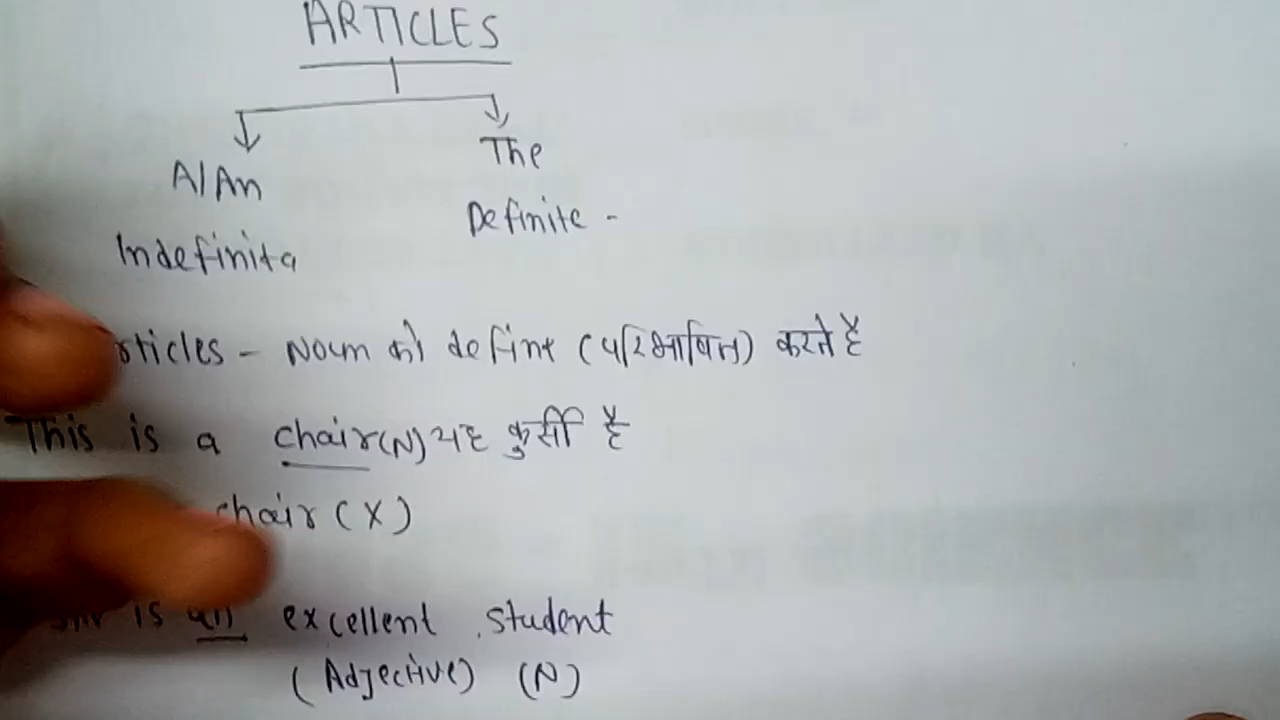 ARTICLES
A/An The
Indefinita Definite -
rticles - Noun को define (परिभाषित) करते है
This is a chair(N) यह कुर्सी है
chair (X)
is an excellent student
(Adjective) (N)